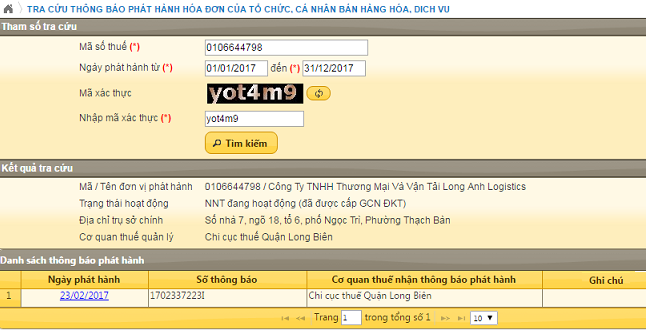 TRA CỨU THÔNG BÁO PHÁT HÀNH HÓA ĐƠN CỦA TỔ CHỨC, CÁ NHÂN BÁN HÀNG HÓA, DỊCH VỤ
Tham số tra cứu
Mã số thuế (*) 0106644798
Ngày phát hành từ (*) 01/01/2017 đến (*) 31/12/2017
Mã xác thực yot4m9
Nhập mã xác thực (*) yot4m9
Tìm kiếm
Kết quả tra cứu
Mã / Tên đơn vị phát hành 0106644798 / Công Ty TNHH Thương Mại Và Vận Tải Long Anh Logistics
Trạng thái hoạt động NNT đang hoạt động (đã được cấp GCN ĐKT)
Địa chỉ trụ sở chính Số nhà 7, ngõ 18, tổ 6, phố Ngọc Trì, Phường Thạch Bàn
Cơ quan thuế quản lý Chi cục thuế Quận Long Biên
Danh sách thông báo phát hành
Ngày phát hành Số thông báo Cơ quan thuế nhận thông báo phát hành Ghi chú
1 23/02/2017 1702337223I Chi cục thuế Quận Long Biên
Trang 1 trong tổng số 1 10